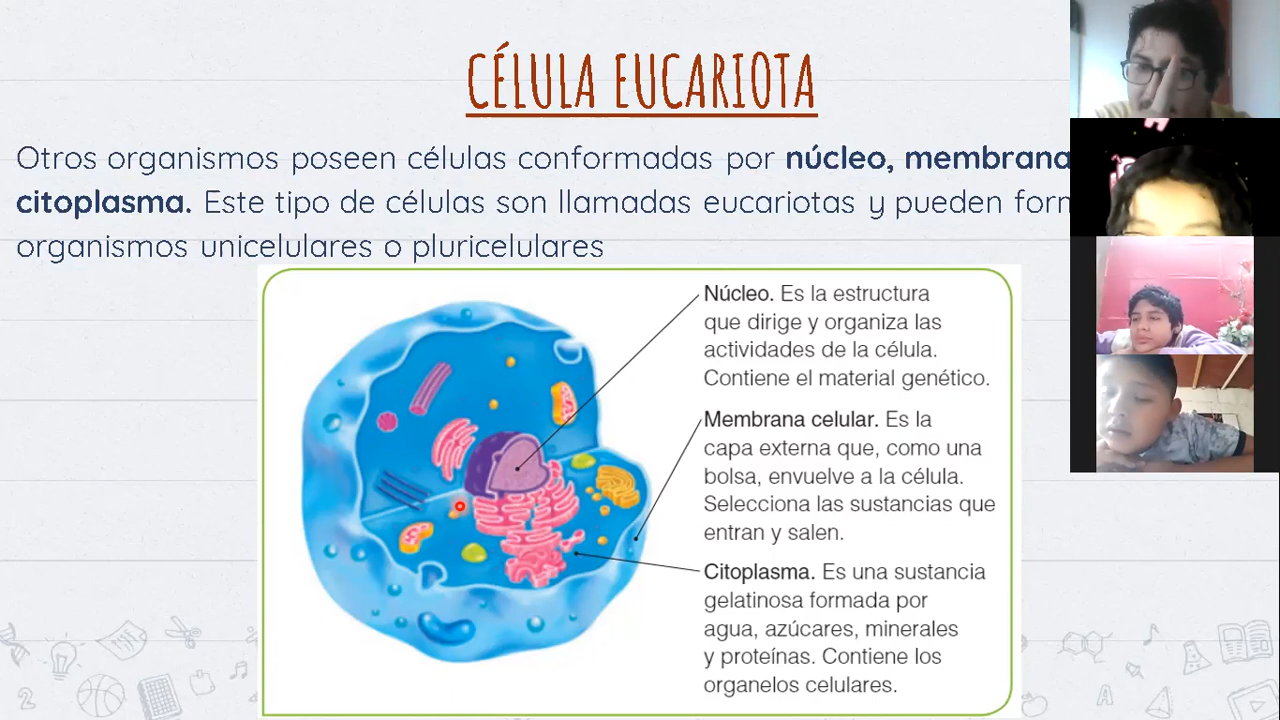 CÉLULA EUCARIOTA
Otros organismos poseen células conformadas por núcleo, membrana
citoplasma. Este tipo de células son llamadas eucariotas y pueden
organismos unicelulares o pluricelulares
Núcleo. Es la estructura
que dirige y organiza las
actividades de la célula.
Contiene el material genético.
Membrana celular. Es la
capa externa que, como una
bolsa, envuelve a la célula.
Selecciona las sustancias que
entran y salen.
Citoplasma. Es una sustancia
gelatinosa formada por
agua, azúcares, minerales
y proteínas. Contiene los
organelos celulares.